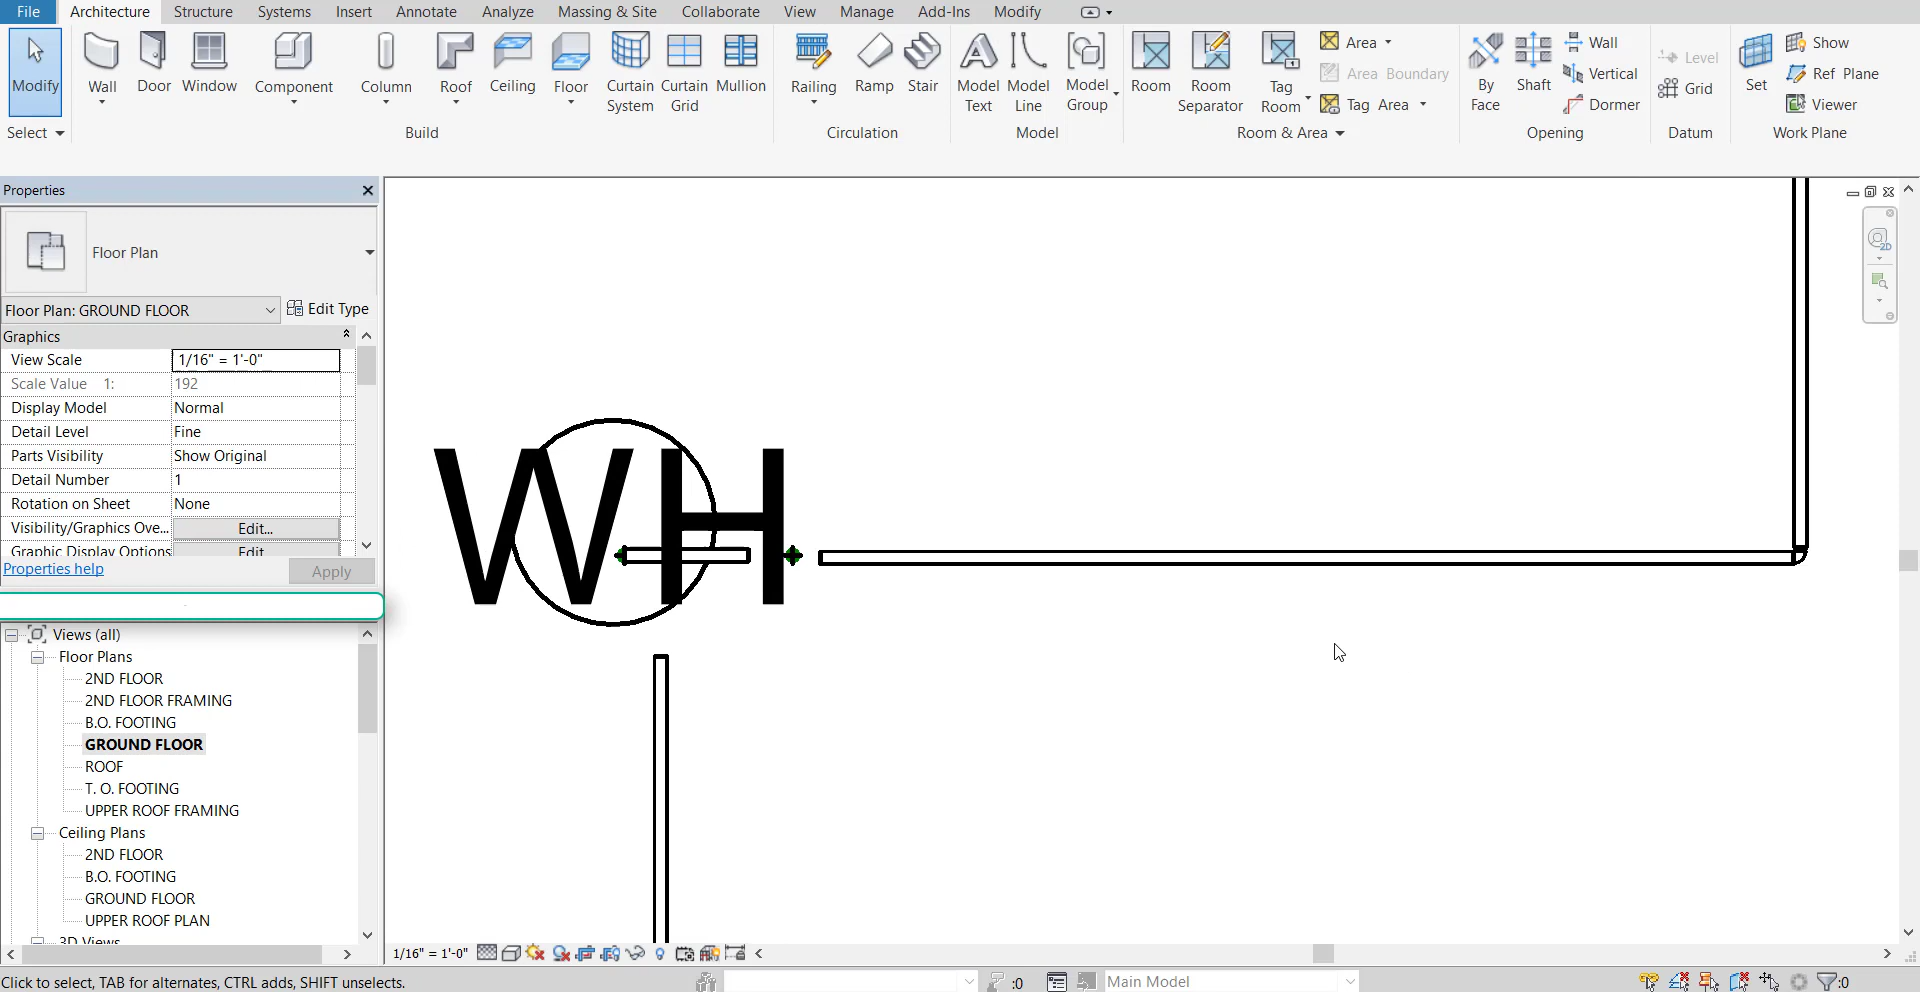 File Architecture Structure Systems Insert Annotate Analyze Massing & Site Collaborate View Manage Add-Ins Modify
Modify
Wall
Door
Window
Component
Column
Roof
Ceiling
Floor
Curtain
System
Curtain
Grid
Mullion
Railing
Ramp
Stair
Model
Text
Model
Line
Model
Group
Room
Room
Separator
Tag
Room
Area
Area Boundary
Tag Area
By
Face
Shaft
Wall
Vertical
Dormer
Level
Grid
Set
Show
Ref Plane
Viewer
Select
Build
Circulation
Model
Room & Area
Opening
Datum
Work Plane
Properties
Floor Plan
Floor Plan: GROUND FLOOR
Edit Type
Graphics
View Scale 1/16" = 1'-0"
Scale Value 1: 192
Display Model Normal
Detail Level Fine
Parts Visibility Show Original
Detail Number 1
Rotation on Sheet None
Visibility/Graphics Ove... Edit...
Graphic Display Options Edit
Properties help
Apply
Views (all)
Floor Plans
2ND FLOOR
2ND FLOOR FRAMING
B.O. FOOTING
GROUND FLOOR
ROOF
T. O. FOOTING
UPPER ROOF FRAMING
Ceiling Plans
2ND FLOOR
B.O. FOOTING
GROUND FLOOR
UPPER ROOF PLAN
3D Views
WH
2D
1/16" = 1'-0"
Click to select, TAB for alternates, CTRL adds, SHIFT unselects.
:0
Main Model
:0